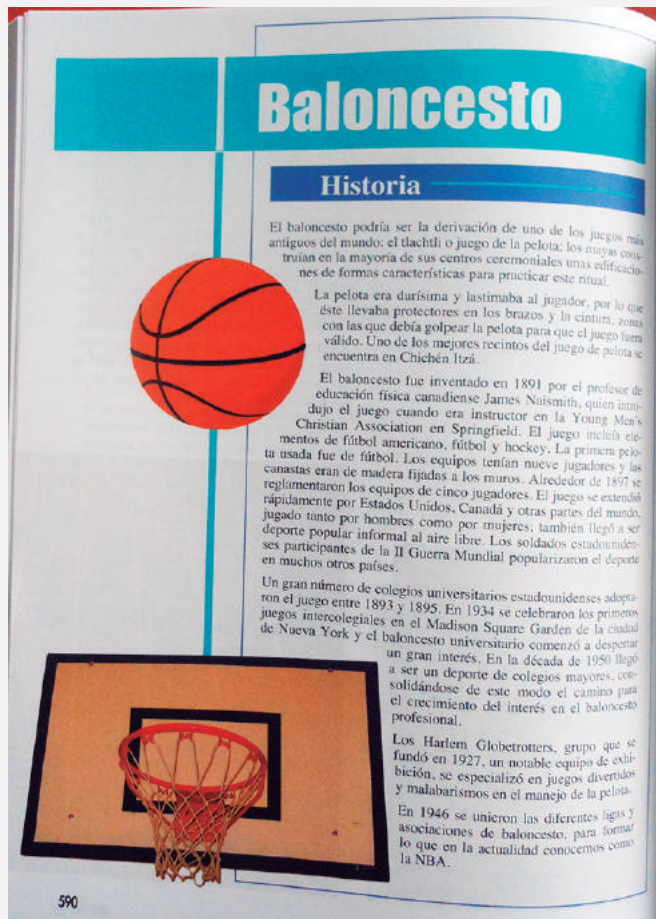 Baloncesto
Historia
El baloncesto podría ser la derivación de uno de los juegos más
antiguos del mundo: el tlachtli o juego de la pelota; los mayas cons-
truían en la mayoría de sus centros ceremoniales unas edificacio-
nes de formas características para practicar este ritual.
La pelota era durísima y lastimaba al jugador, por lo que
éste llevaba protectores en los brazos y la cintura, zonas
con las que debía golpear la pelota para que el juego fuera
válido. Uno de los mejores recintos del juego de pelota se
encuentra en Chichén Itzá.
El baloncesto fue inventado en 1891 por el profesor de
educación física canadiense James Naismith, quien intro-
dujo el juego cuando era instructor en la Young Men's
Christian Association en Springfield. El juego incluía ele-
mentos de fútbol americano, fútbol y hockey. La primera pelo-
ta usada fue de fútbol. Los equipos tenían nueve jugadores y las
canastas eran de madera fijadas a los muros. Alrededor de 1897 se
reglamentaron los equipos de cinco jugadores. El juego se extendió
rápidamente por Estados Unidos, Canadá y otras partes del mundo,
jugado tanto por hombres como por mujeres; también llegó a ser
deporte popular informal al aire libre. Los soldados estadouniden-
ses participantes de la II Guerra Mundial popularizaron el deporte
en muchos otros países.
Un gran número de colegios universitarios estadounidenses adopta-
ron el juego entre 1893 y 1895. En 1934 se celebraron los primeros
juegos intercolegiales en el Madison Square Garden de la ciudad
de Nueva York y el baloncesto universitario comenzó a despertar
un gran interés. En la década de 1950 llegó
a ser un deporte de colegios mayores, con-
solidándose de este modo el camino para
el crecimiento del interés en el baloncesto
profesional.
Los Harlem Globetrotters, grupo que se
fundó en 1927, un notable equipo de exhi-
bición, se especializó en juegos divertidos
y malabarismos en el manejo de la pelota.
En 1946 se unieron las diferentes ligas y
asociaciones de baloncesto, para formar
lo que en la actualidad conocemos como
la NBA.
590